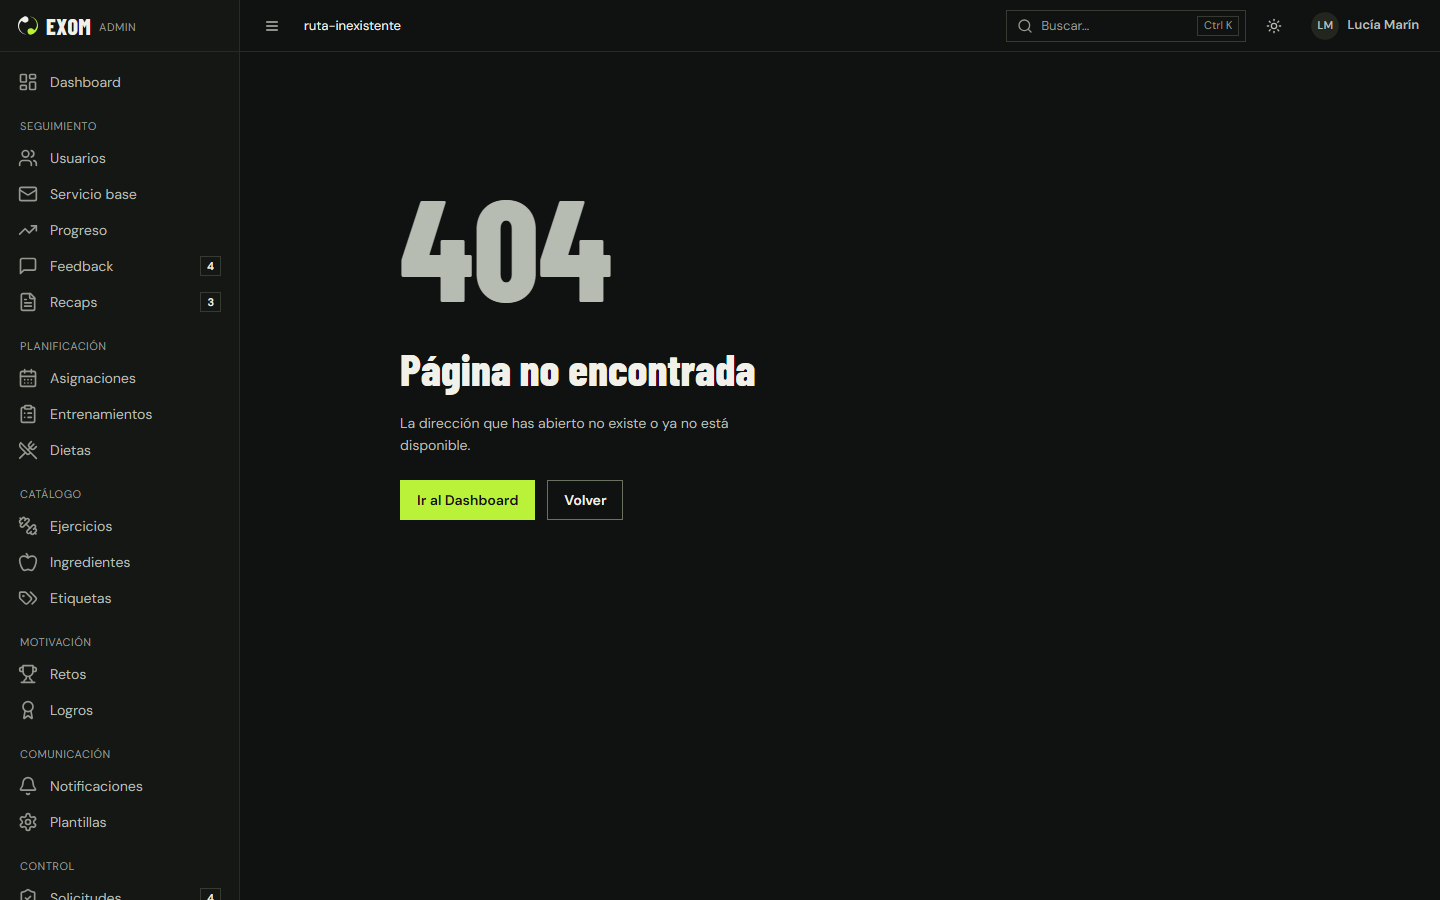 EXOM ADMIN
ruta-inexistente
Buscar...
Ctrl K
LM
Lucía Marín
Dashboard
SEGUIMIENTO
Usuarios
Servicio base
Progreso
Feedback 4
Recaps 3
PLANIFICACIÓN
Asignaciones
Entrenamientos
Dietas
CATÁLOGO
Ejercicios
Ingredientes
Etiquetas
MOTIVACIÓN
Retos
Logros
COMUNICACIÓN
Notificaciones
Plantillas
CONTROL
Solicitudes 4
404
Página no encontrada
La dirección que has abierto no existe o ya no está
disponible.
Ir al Dashboard
Volver